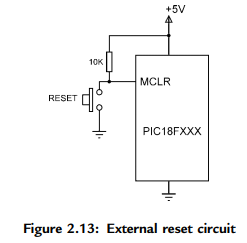 +5V
10K
MCLR
RESET
PIC18FXXX
Figure 2.13: External reset circuit